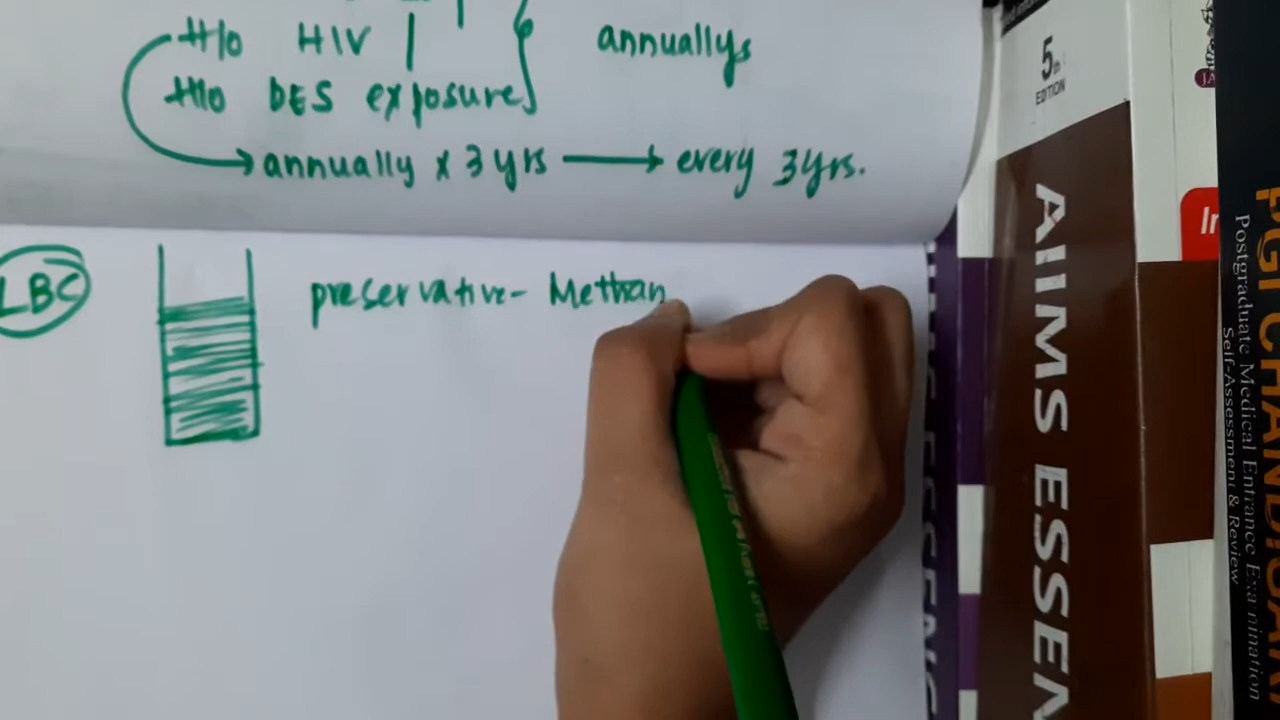 H/o HIV } annually
H/o DES exposure
annually x 3 yrs → every 3yrs.
LBC
preservative - Methan
5th
EDITION
AIIMS ESSEN
PGI CHANDIGAR
Postgraduate Medical Entrance Examination
Self-Assessment & Review